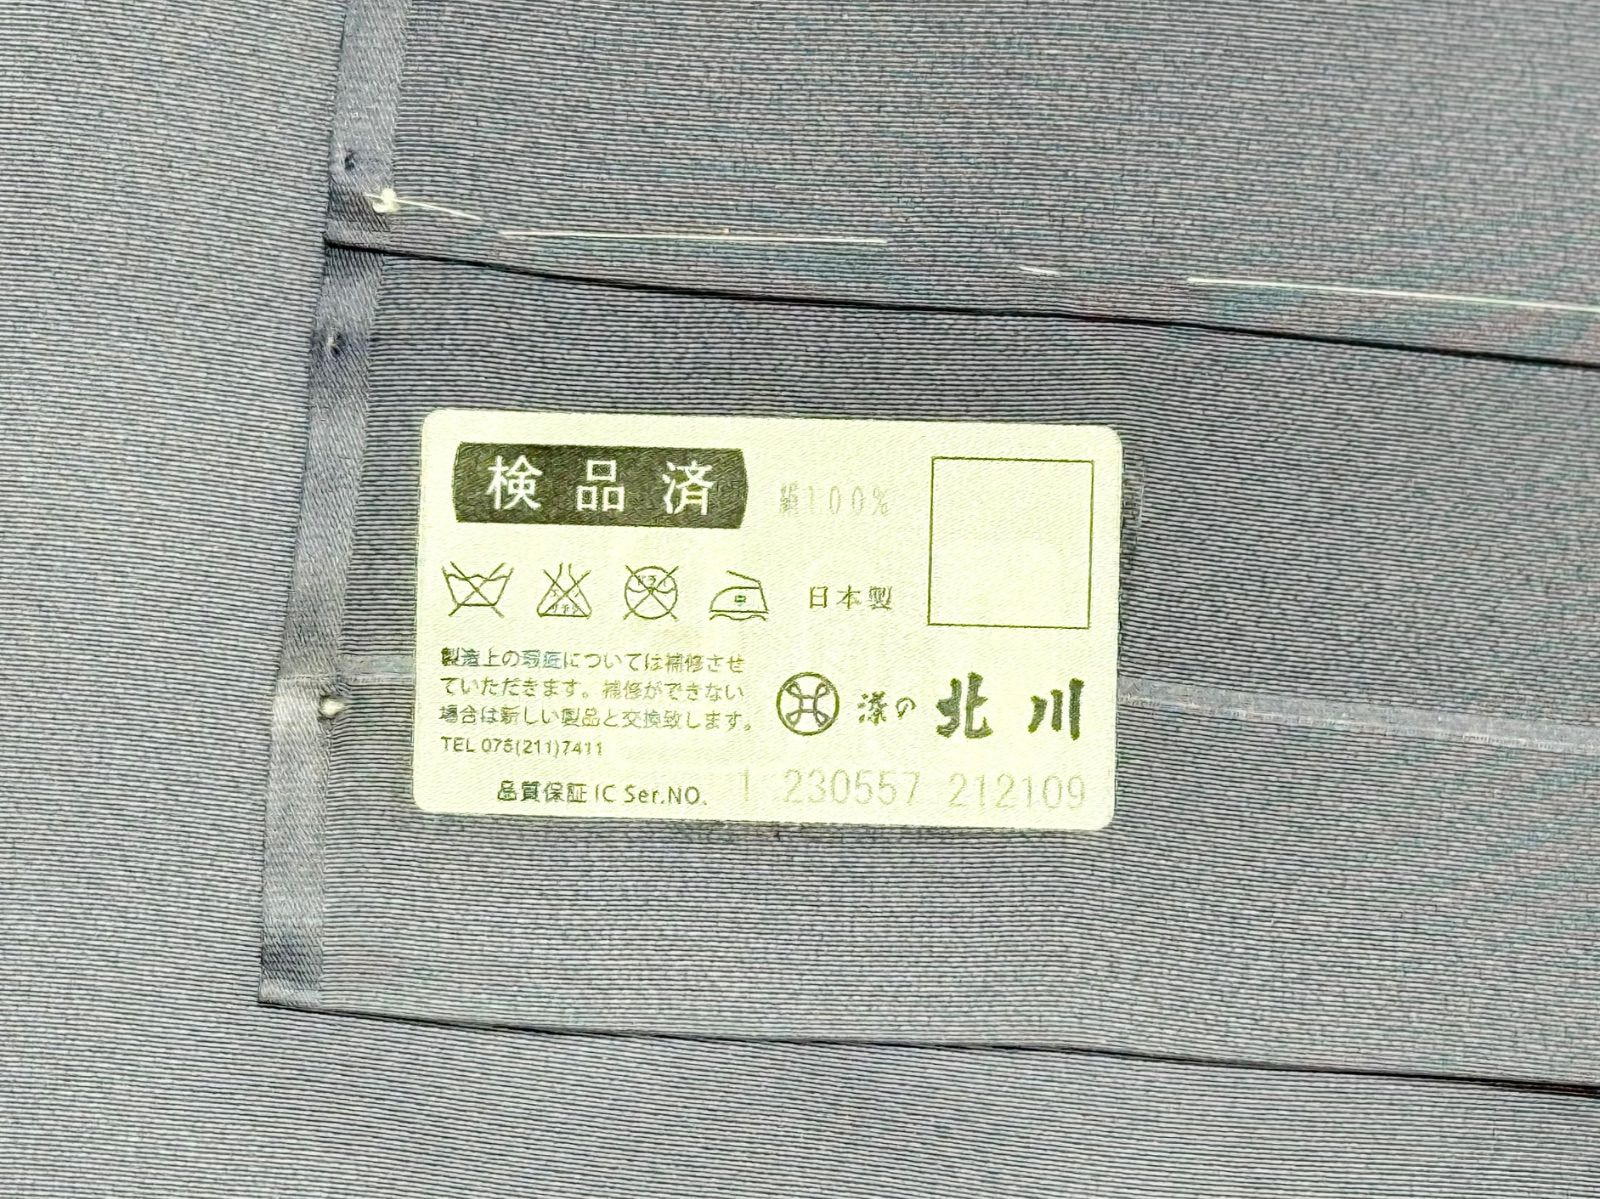 検品済
絹100%
日本製
製造上の瑕疵については補修させ
ていただきます。補修ができない
場合は新しい製品と交換致します。
TEL 075(211)7411
北川
品質保証 IC Ser.NO. 1 230557 212109